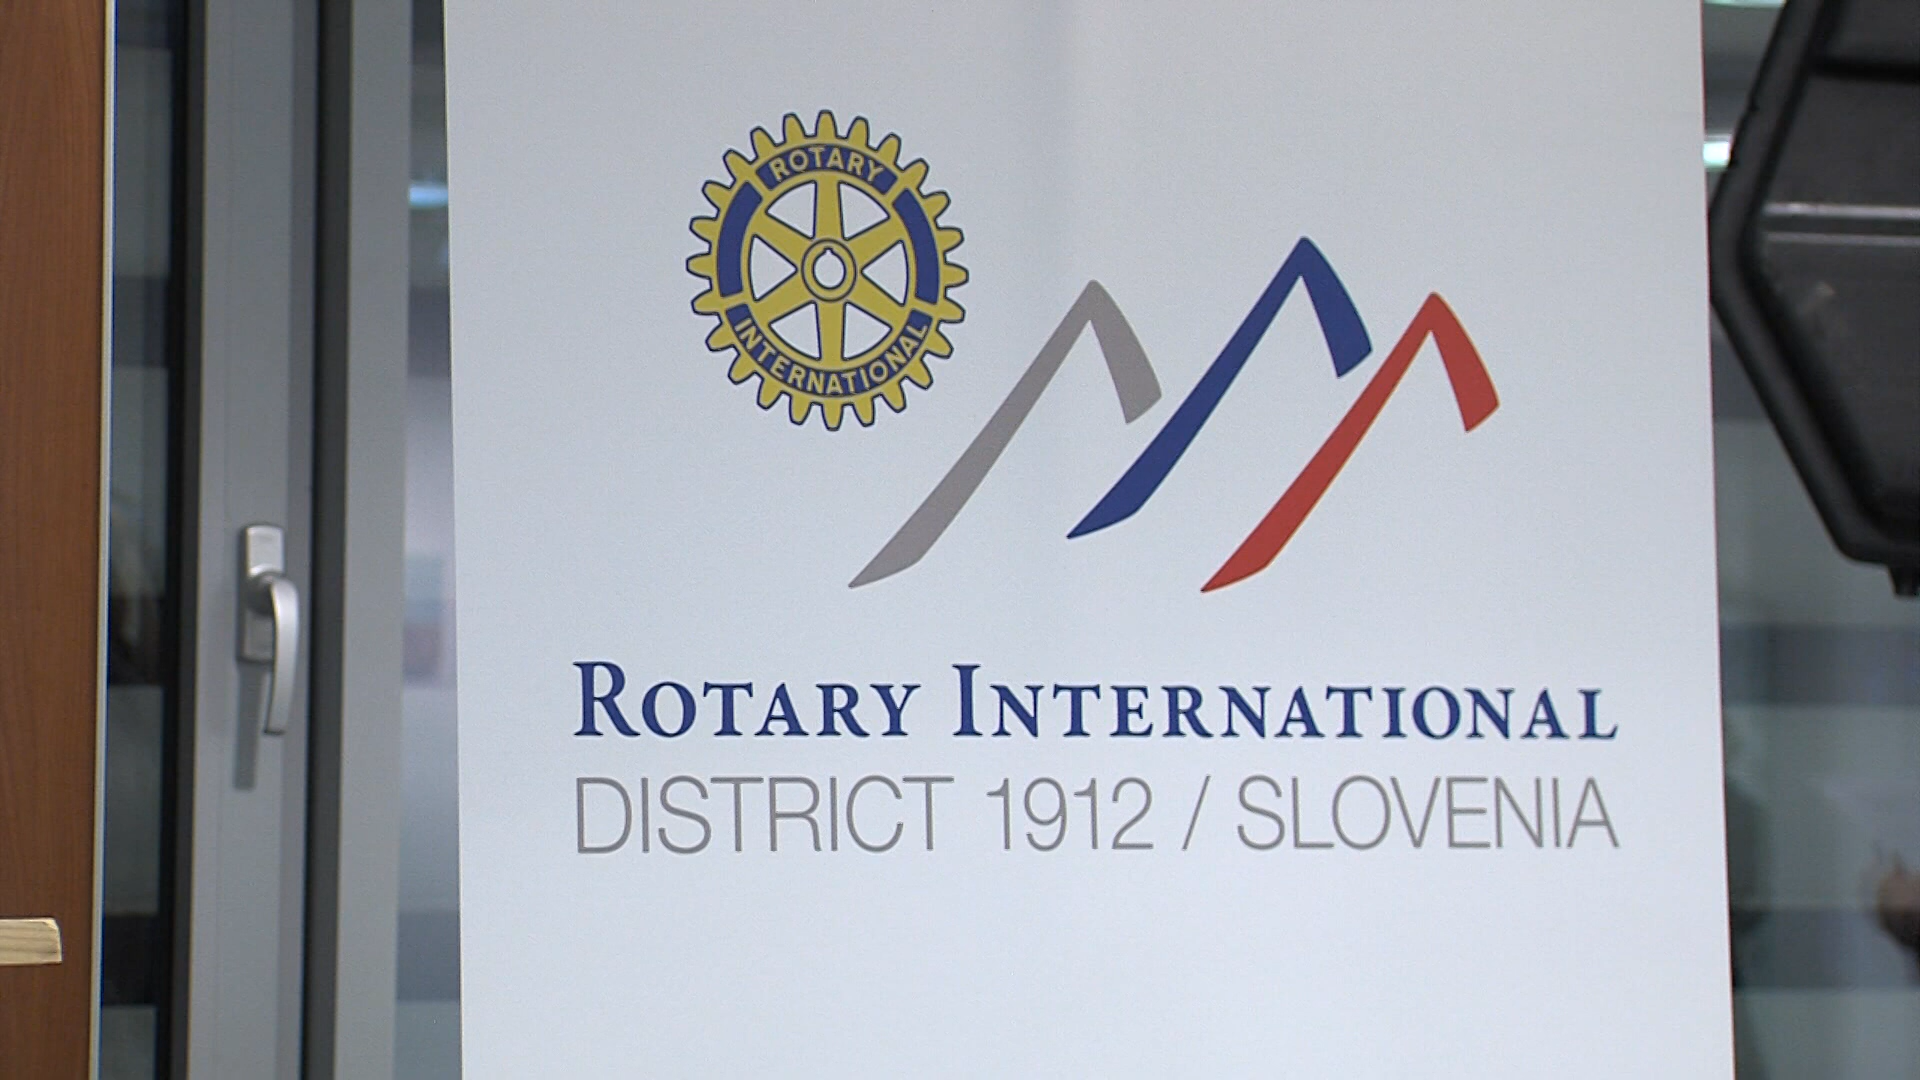 ROTARY
INTERNATIONAL
ROTARY INTERNATIONAL
DISTRICT 1912 / SLOVENIA